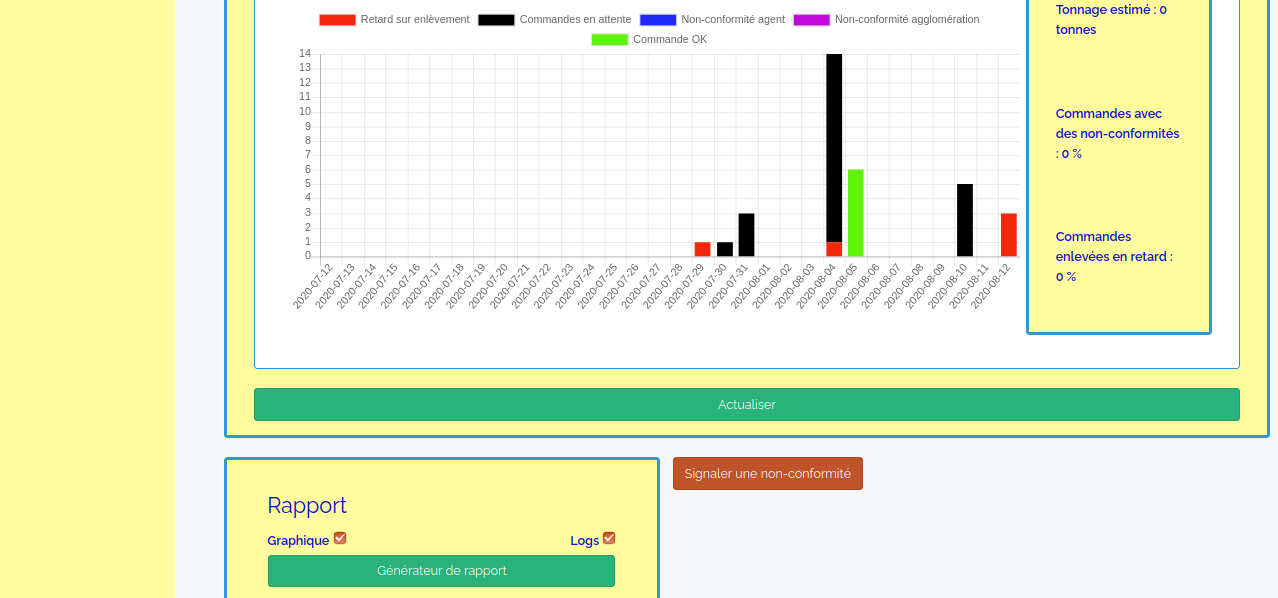 Retard sur enlèvement Commandes en attente Non-conformité agent Non-conformité agglomération
Commande OK
14
13
12
11
10
9
8
7
6
5
4
3
2
1
0
2020-07-12 2020-07-13 2020-07-14 2020-07-15 2020-07-16 2020-07-17 2020-07-18 2020-07-19 2020-07-20 2020-07-21 2020-07-22 2020-07-23 2020-07-24 2020-07-25 2020-07-26 2020-07-27 2020-07-28 2020-07-29 2020-07-30 2020-07-31 2020-08-01 2020-08-02 2020-08-03 2020-08-04 2020-08-05 2020-08-06 2020-08-07 2020-08-08 2020-08-09 2020-08-10 2020-08-11 2020-08-12
Tonnage estimé : 0
tonnes
Commandes avec
des non-conformités
: 0 %
Commandes
enlevées en retard :
0 %
Actualiser
Signaler une non-conformité
Rapport
Graphique Logs
Générateur de rapport